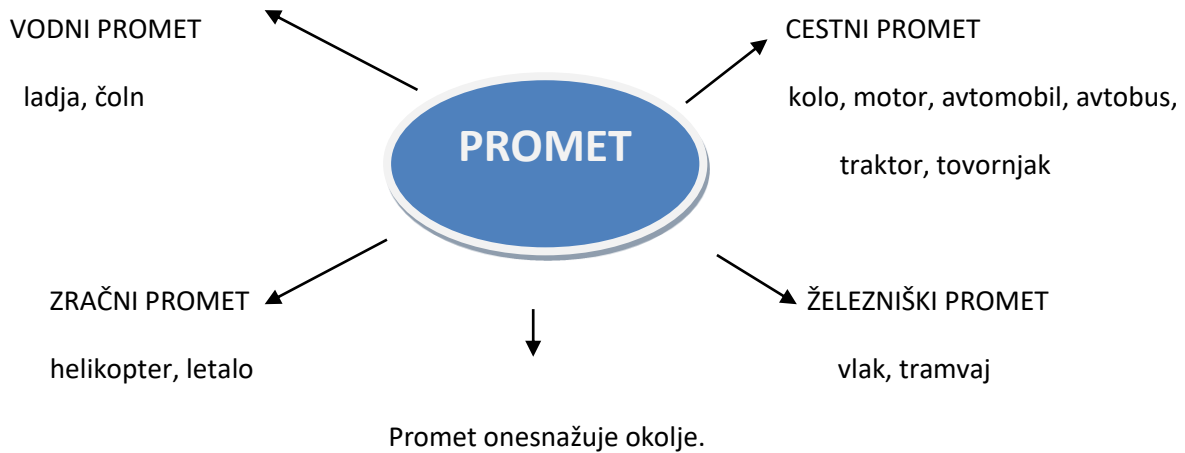 VODNI PROMET
ladja, čoln
CESTNI PROMET
kolo, motor, avtomobil, avtobus,
traktor, tovornjak
PROMET
ZRAČNI PROMET
helikopter, letalo
ŽELEZNIŠKI PROMET
vlak, tramvaj
Promet onesnažuje okolje.